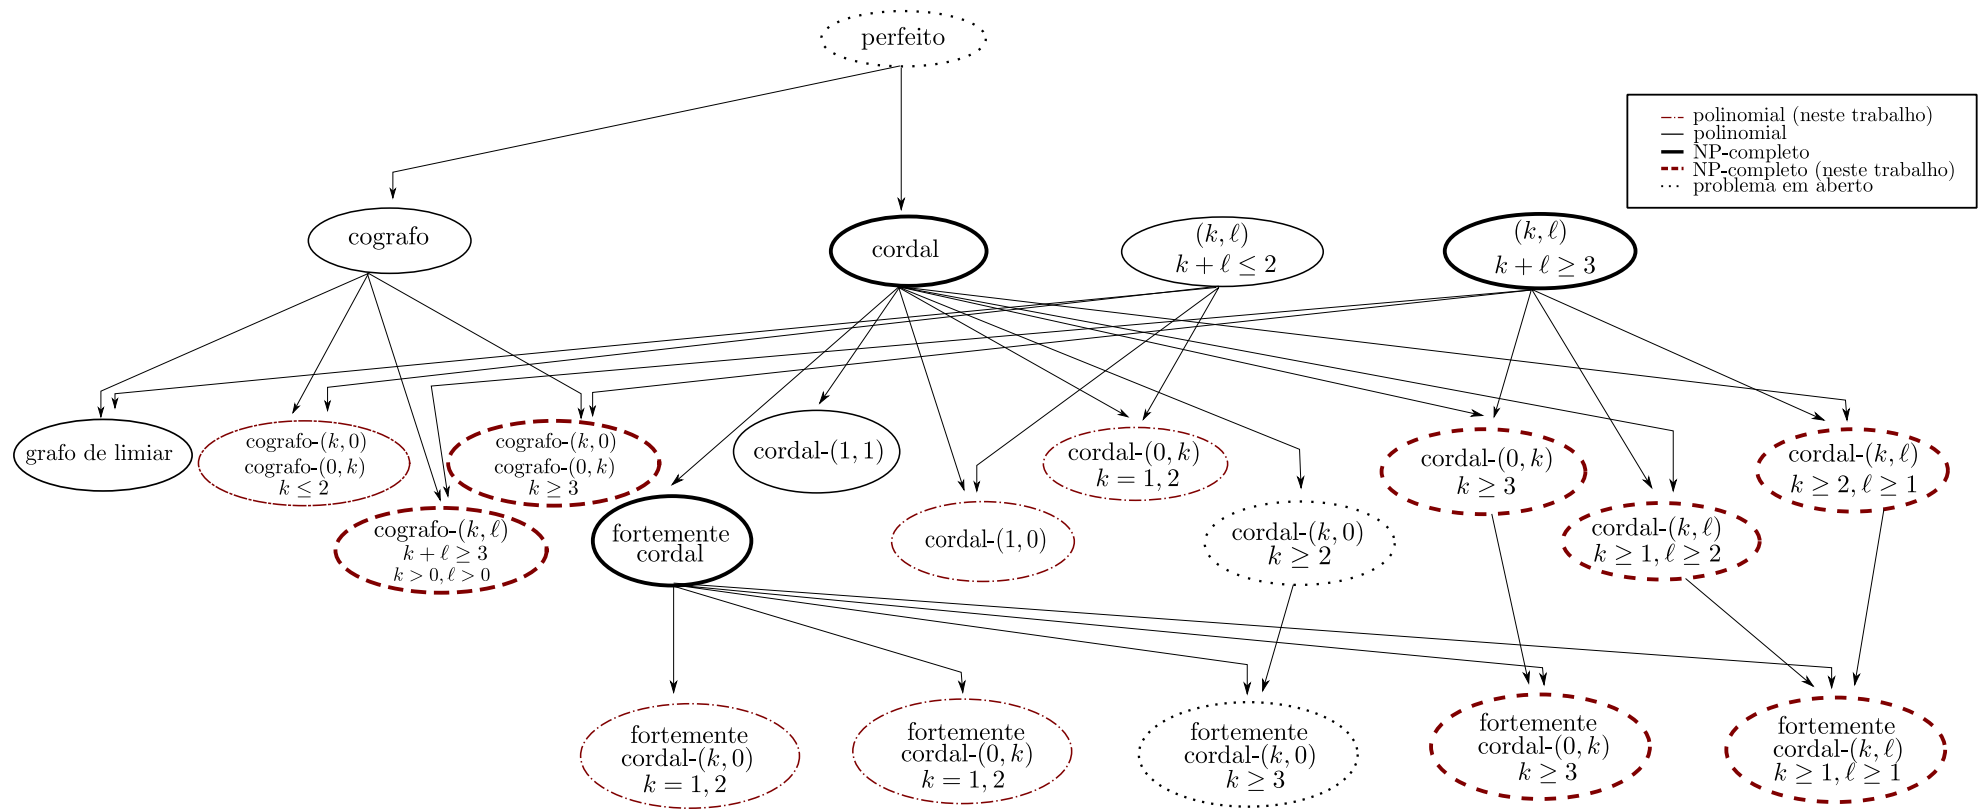 perfeito
polinomial (neste trabalho)
polinomial
NP-completo
NP-completo (neste trabalho)
problema em aberto
cografo
cordal
(k, ℓ)
k + ℓ ≤ 2
(k, ℓ)
k + ℓ ≥ 3
grafo de limiar
cografo-(k, 0)
cografo-(0, k)
k ≤ 2
cografo-(k, 0)
cografo-(0, k)
k ≥ 3
cordal-(1, 1)
cordal-(0, k)
k = 1, 2
cordal-(0, k)
k ≥ 3
cordal-(k, ℓ)
k ≥ 2, ℓ ≥ 1
cografo-(k, ℓ)
k + ℓ ≥ 3
k > 0, ℓ > 0
fortemente
cordal
cordal-(1, 0)
cordal-(k, 0)
k ≥ 2
cordal-(k, ℓ)
k ≥ 1, ℓ ≥ 2
fortemente
cordal-(k, 0)
k = 1, 2
fortemente
cordal-(0, k)
k = 1, 2
fortemente
cordal-(k, 0)
k ≥ 3
fortemente
cordal-(0, k)
k ≥ 3
fortemente
cordal-(k, ℓ)
k ≥ 1, ℓ ≥ 1